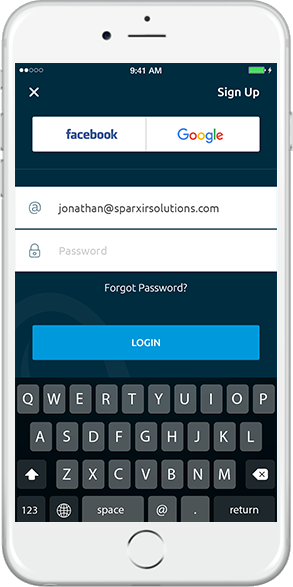 9:41 AM
Sign Up
facebook Google
@ jonathan@sparxirsolutions.com
Password
Forgot Password?
LOGIN
Q W E R T Y U I O P
A S D F G H J K L
Z X C V B N M
123 space @ . return